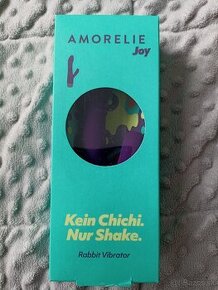 AMORELIE
Joy
Kein Chichi.
Nur Shake.
Rabbit Vibrator